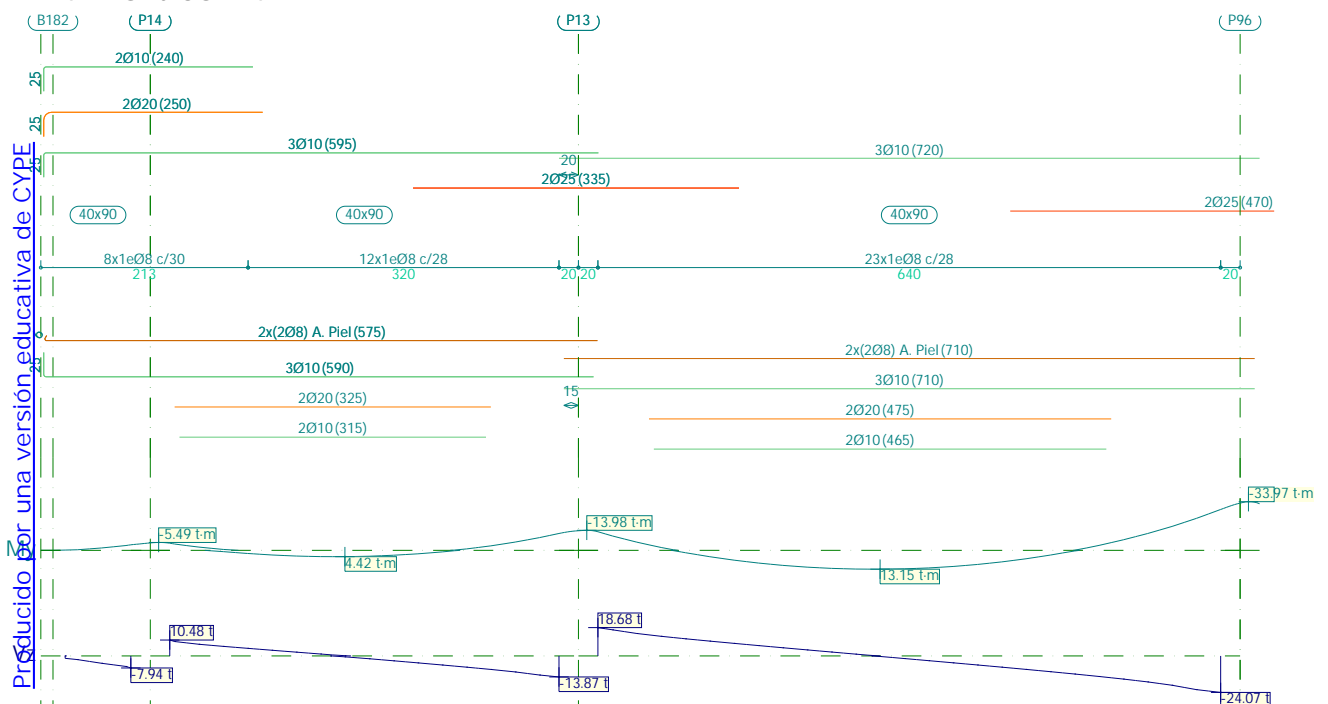 B182 P14 P13 P96
2Ø10(240)
25
2Ø20(250)
25
3Ø10(595)
25
3Ø10(720)
20
2Ø25(335)
2Ø25(470)
40x90 40x90 40x90
8x1eØ8 c/30 12x1eØ8 c/28 23x1eØ8 c/28
213 320 20 20 640 20
2x(2Ø8) A. Piel(575)
2x(2Ø8) A. Piel(710)
25
3Ø10(590)
3Ø10(710)
15
2Ø20(325)
2Ø20(475)
2Ø10(315)
2Ø10(465)
-33.97 t·m
-13.98 t·m
-5.49 t·m
4.42 t·m
13.15 t·m
18.68 t
10.48 t
-7.94 t
-13.87 t
-24.07 t
Producido por una versión educativa de CYPE